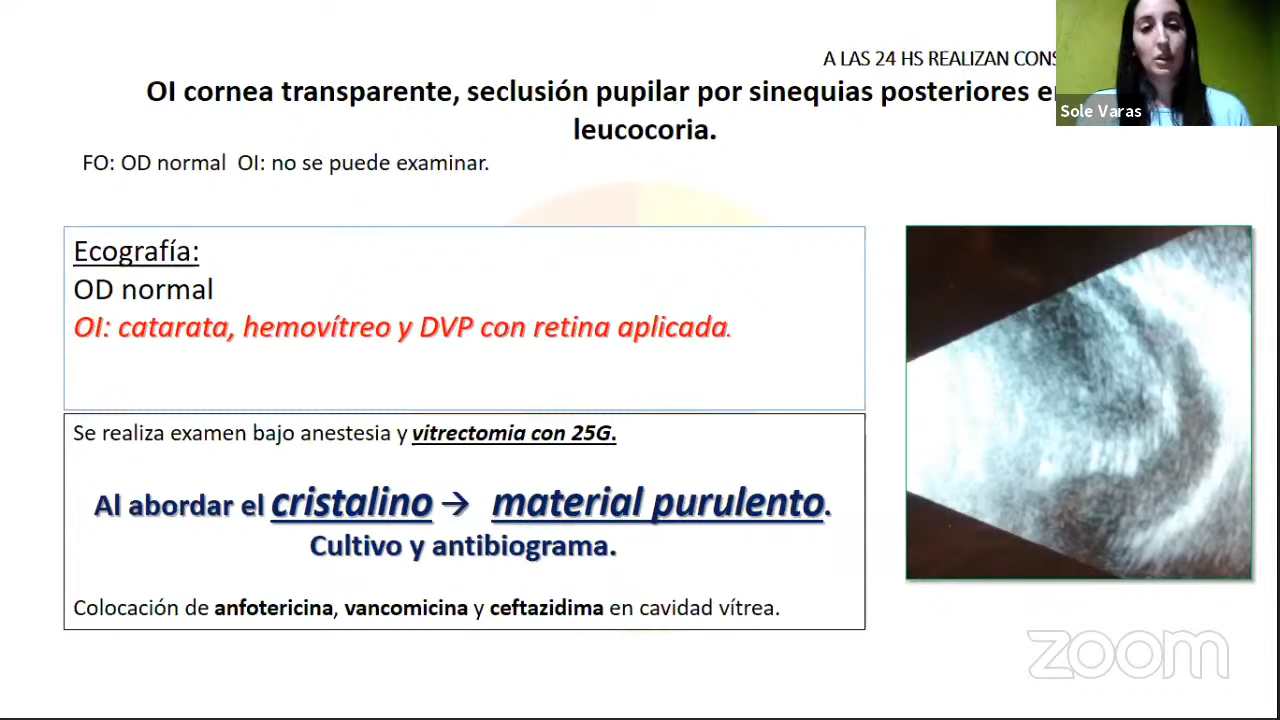 A LAS 24 HS REALIZAN
OI cornea transparente, seclusión pupilar por sinequias posteriores
leucocoria.
Sole Varas
FO: OD normal OI: no se puede examinar.
Ecografía:
OD normal
OI: catarata, hemovítreo y DVP con retina aplicada.
Se realiza examen bajo anestesia y vitrectomia con 25G.
Al abordar el cristalino → material purulento.
Cultivo y antibiograma.
Colocación de anfotericina, vancomicina y ceftazidima en cavidad vítrea.
zoom